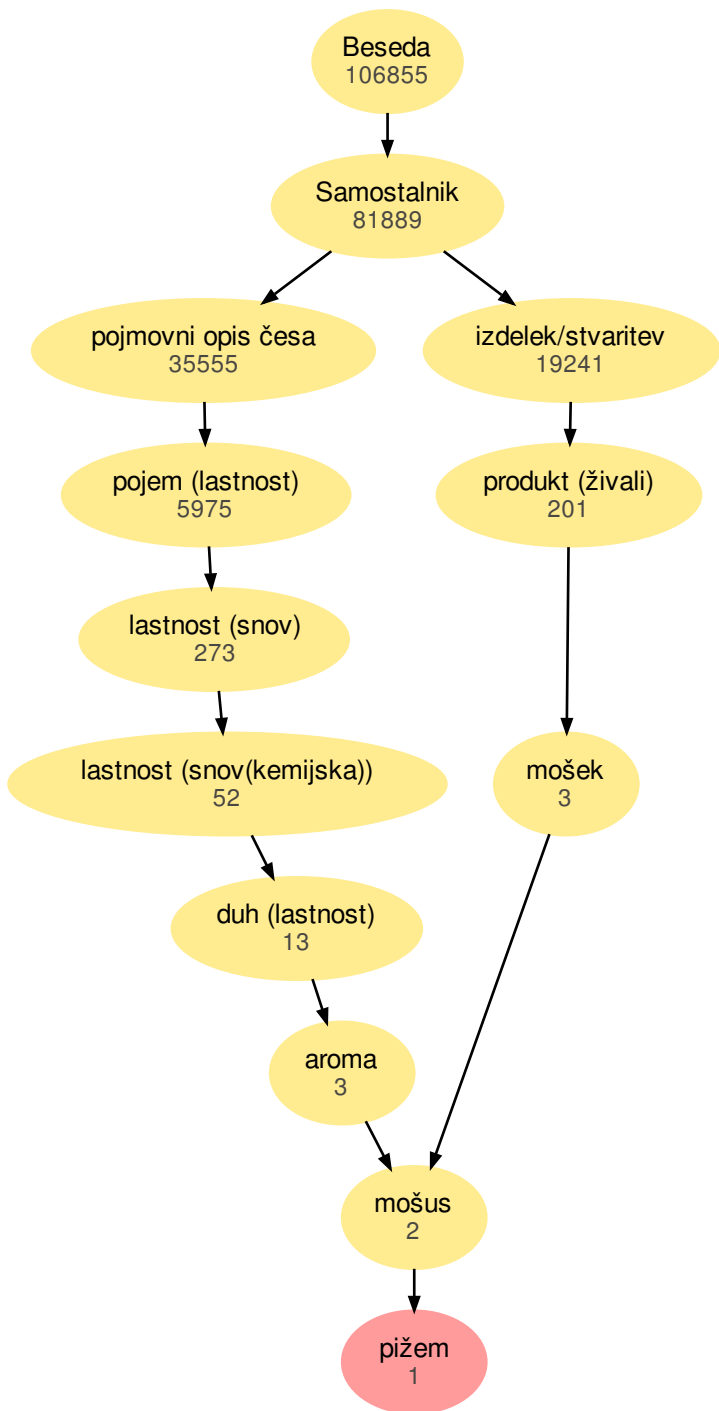 Beseda
106855
Samostalnik
81889
pojmovni opis česa
35555
izdelek/stvaritev
19241
pojem (lastnost)
5975
produkt (živali)
201
lastnost (snov)
273
lastnost (snov(kemijska))
52
mošek
3
duh (lastnost)
13
aroma
3
mošus
2
pižem
1